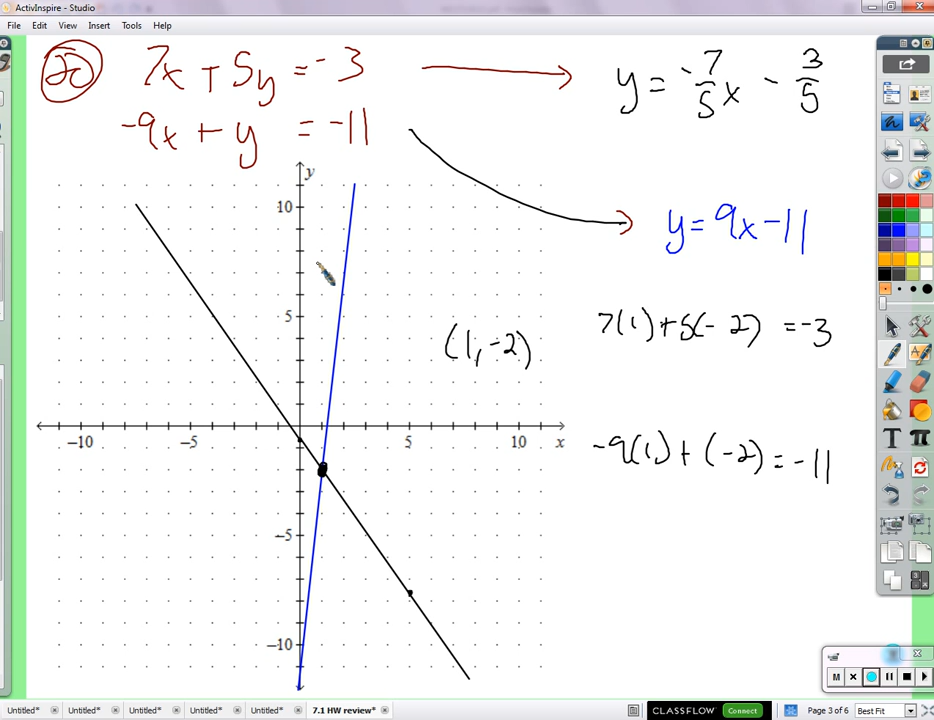 ActivInspire - Studio
File Edit View Insert Tools Help
20 7x + 5y = -3
-9x + y = -11
y = -7/5 x - 3/5
y = 9x - 11
7(1) + 5(-2) = -3
(1, -2)
-9(1) + (-2) = -11
y
10
5
-10 -5 5 10 x
-5
-10
M
Untitled* Untitled* Untitled* Untitled* Untitled* 7.1 HW review* CLASSFLOW Connect Page 3 of 6 Best Fit